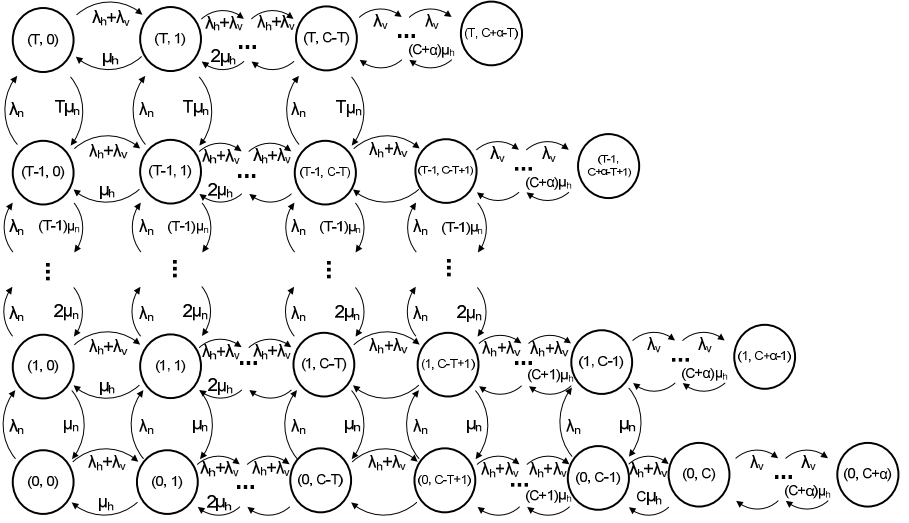 λh+λv λh+λv λh+λv λv λv
(T, 0) (T, 1) ... (T, C-T) ... (T, C+α-T)
μh 2μh (C+α)μh
λn Tμn λn Tμn λn Tμn
λh+λv λh+λv λh+λv λh+λv λv λv
(T-1, 0) (T-1, 1) ... (T-1, C-T) (T-1, C-T+1) ... (T-1,
C+α-T+1)
μh 2μh (C+α)μh
λn (T-1)μn λn (T-1)μn λn (T-1)μn λn (T-1)μn
... ... ... ...
λn 2μn λn 2μn λn 2μn λn 2μn
λh+λv λh+λv λh+λv λh+λv λh+λv λh+λv λv λv
(1, 0) (1, 1) ... (1, C-T) (1, C-T+1) ... (1, C-1) ... (1, C+α-1)
μh 2μh (C+1)μh (C+α)μh
λn μn λn μn λn μn λn μn λn μn
λh+λv λh+λv λh+λv λh+λv λh+λv λh+λv λh+λv λv λv
(0, 0) (0, 1) ... (0, C-T) (0, C-T+1) ... (0, C-1) (0, C) ... (0, C+α)
μh 2μh (C+1)μh Cμh (C+α)μh